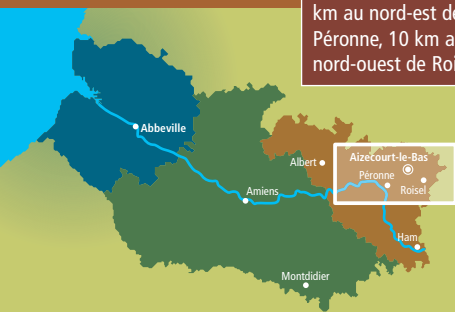 km au nord-est de
Péronne, 10 km a
nord-ouest de Rois
Abbeville
Albert
Aizecourt-le-Bas
Péronne
Roisel
Amiens
Ham
Montdidier